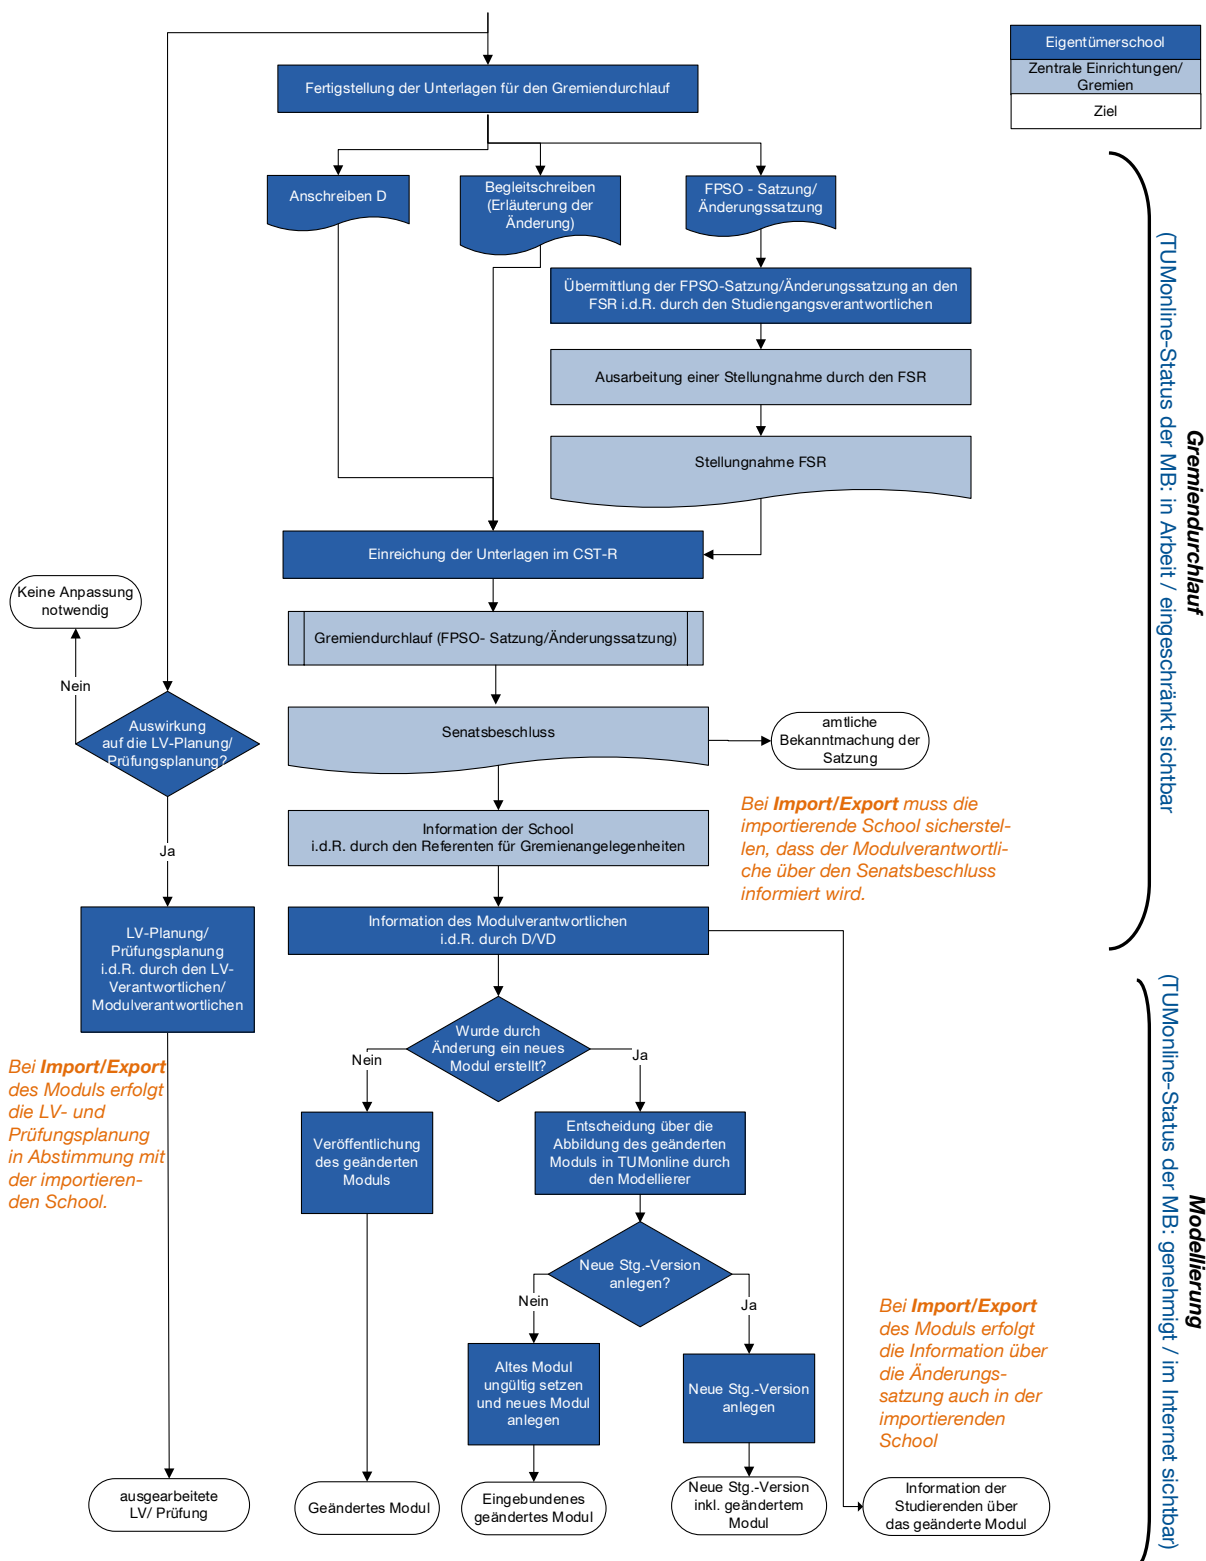 Eigentümerschool
Zentrale Einrichtungen/
Gremien
Ziel
Fertigstellung der Unterlagen für den Gremiendurchlauf
Anschreiben D
Begleitschreiben
(Erläuterung der
Änderung)
FPSO - Satzung/
Änderungssatzung
Übermittlung der FPSO-Satzung/Änderungssatzung an den
FSR i.d.R. durch den Studiengangsverantwortlichen
Ausarbeitung einer Stellungnahme durch den FSR
Stellungnahme FSR
Einreichung der Unterlagen im CST-R
Gremiendurchlauf (FPSO- Satzung/Änderungssatzung)
Keine Anpassung
notwendig
Nein
Auswirkung
auf die LV-Planung/
Prüfungsplanung?
Ja
Senatsbeschluss
amtliche
Bekanntmachung der
Satzung
Bei Import/Export muss die
importierende School sicherstel-
len, dass der Modulverantwortli-
che über den Senatsbeschluss
informiert wird.
Information der School
i.d.R. durch den Referenten für Gremienangelegenheiten
Information des Modulverantwortlichen
i.d.R. durch D/VD
LV-Planung/
Prüfungsplanung
i.d.R. durch den LV-
Verantwortlichen/
Modulverantwortlichen
Bei Import/Export
des Moduls erfolgt
die LV- und
Prüfungsplanung
in Abstimmung mit
der importieren-
den School.
Wurde durch
Änderung ein neues
Modul erstellt?
Nein
Ja
Veröffentlichung
des geänderten
Moduls
Entscheidung über die
Abbildung des geänderten
Moduls in TUMonline durch
den Modellierer
Neue Stg.-Version
anlegen?
Nein
Ja
Altes Modul
ungültig setzen
und neues Modul
anlegen
Neue Stg.-Version
anlegen
Bei Import/Export
des Moduls erfolgt
die Information über
die Änderungs-
satzung auch in der
importierenden
School
ausgearbeitete
LV/ Prüfung
Geändertes Modul
Eingebundenes
geändertes Modul
Neue Stg.-Version
inkl. geändertem
Modul
Information der
Studierenden über
das geänderte Modul
Gremiendurchlauf
(TUMonline-Status der MB: in Arbeit / eingeschränkt sichtbar
Modellierung
(TUMonline-Status der MB: genehmigt / im Internet sichtbar)